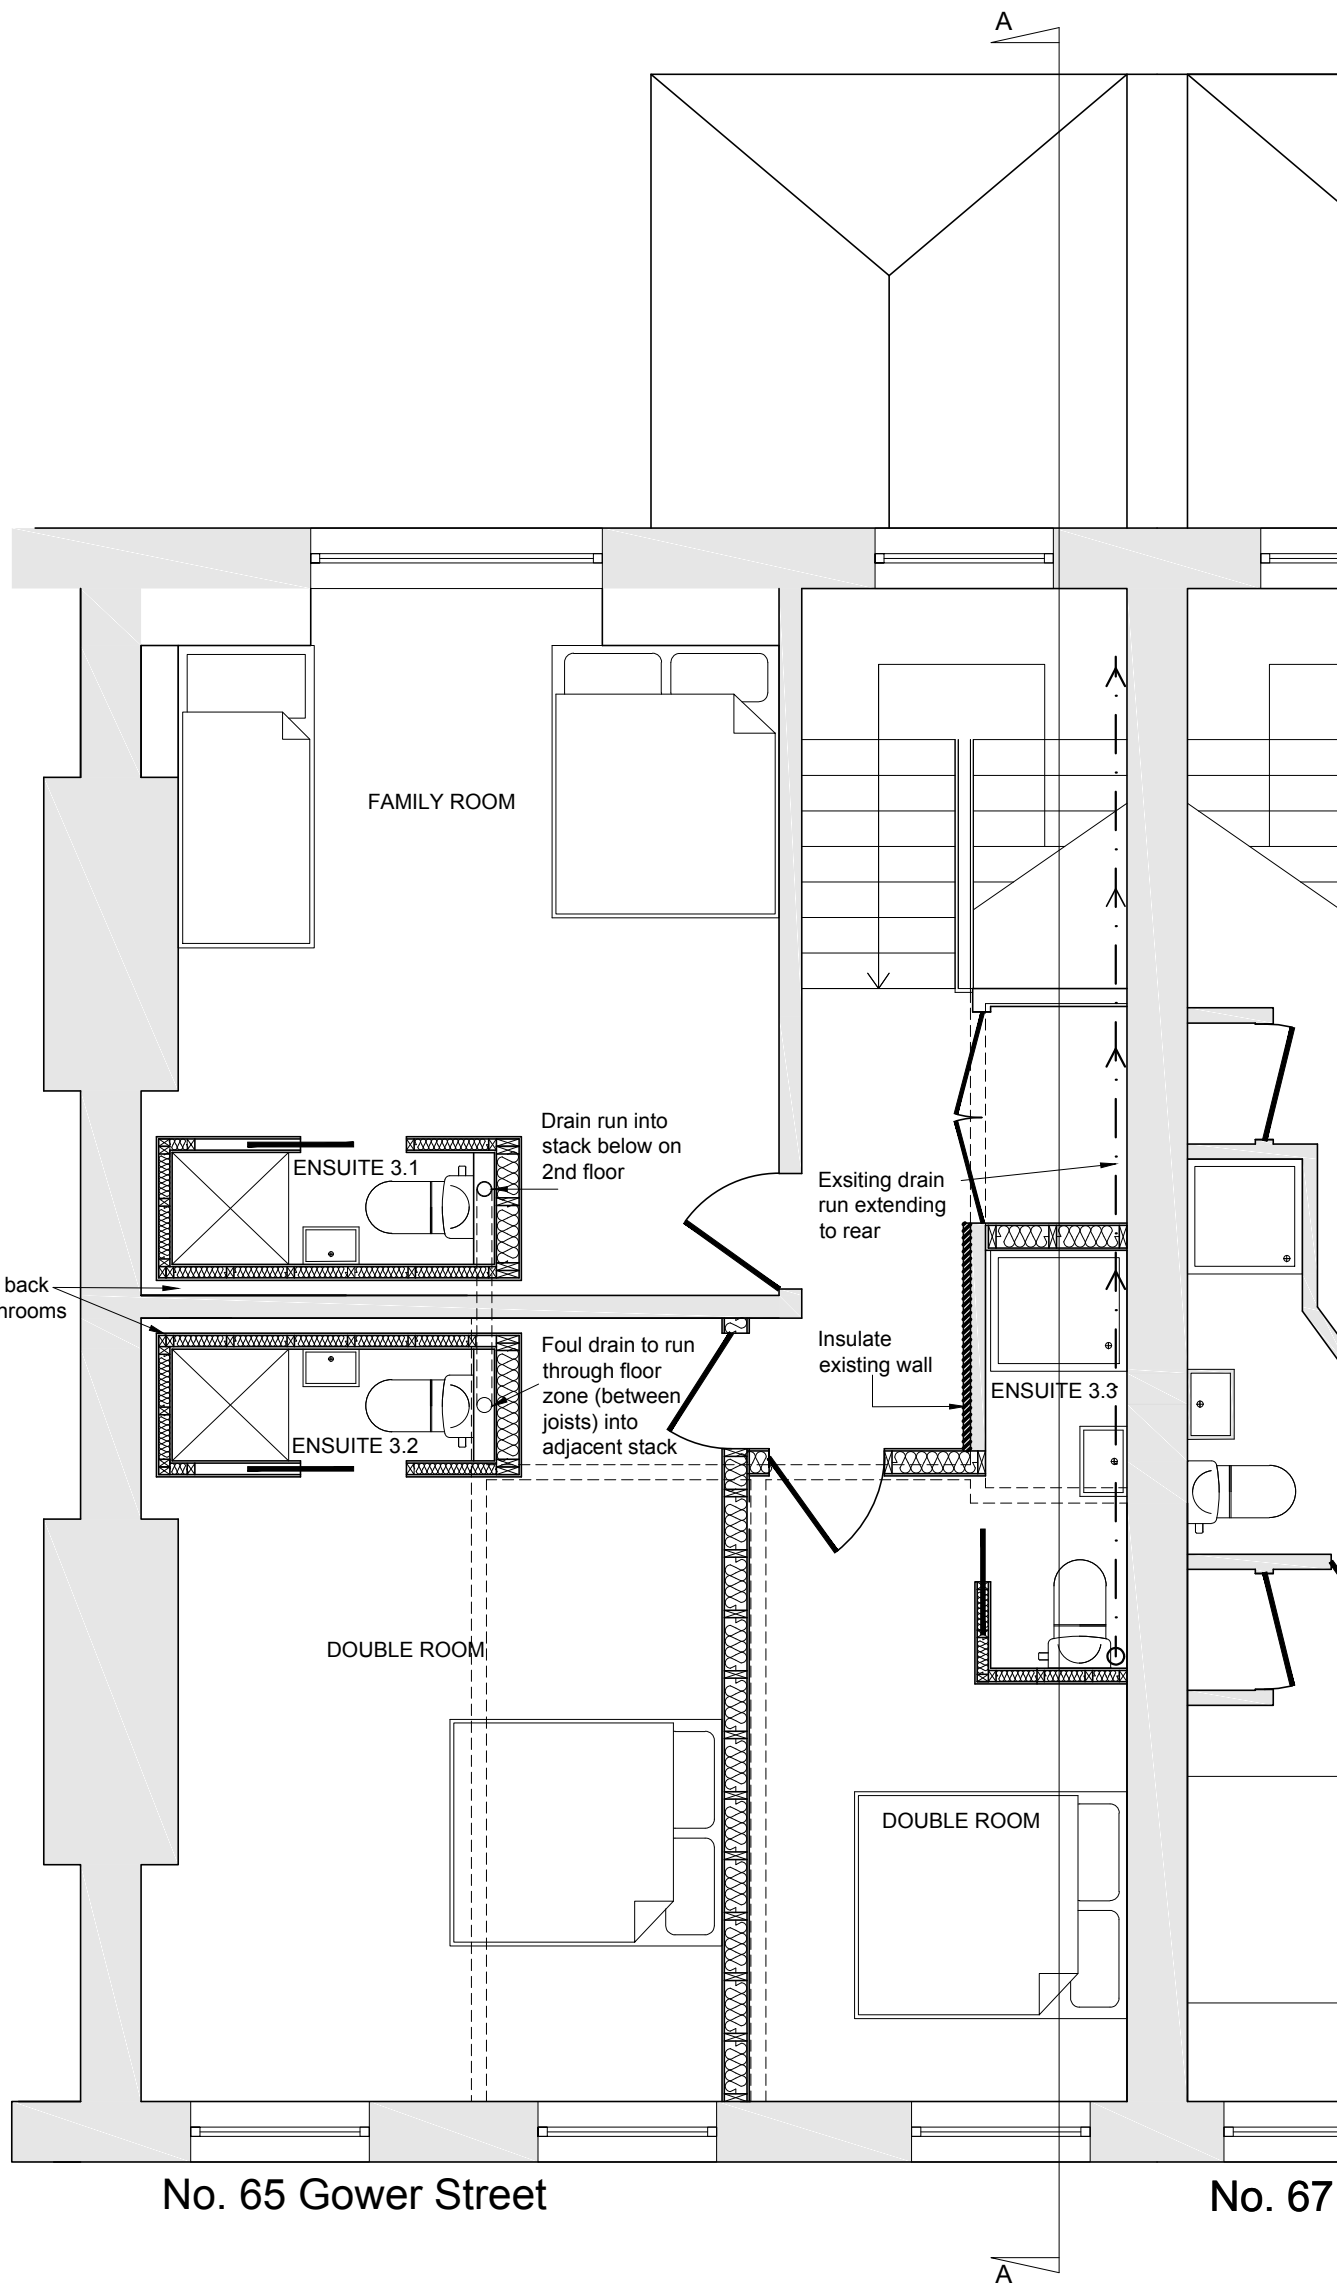 A
FAMILY ROOM
Drain run into
stack below on
2nd floor
ENSUITE 3.1
Exsiting drain
run extending
to rear
back
Foul drain to run
through floor
zone (between
joists) into
adjacent stack
Insulate
existing wall
ENSUITE 3.3
ENSUITE 3.2
DOUBLE ROOM
DOUBLE ROOM
No. 65 Gower Street
No. 67
A